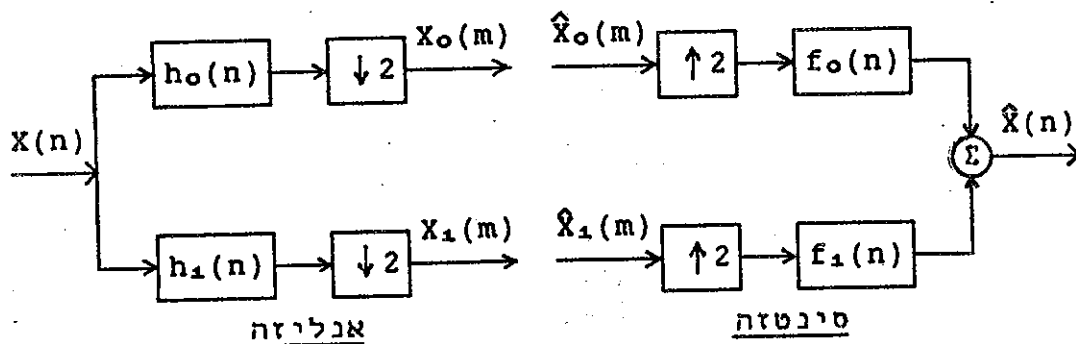 X₀(m) X̂₀(m)
h₀(n) ↓2 ↑2 f₀(n)
X(n) X̂(n)
Σ
X₁(m) X̂₁(m)
h₁(n) ↓2 ↑2 f₁(n)
אנליזה סינטזה